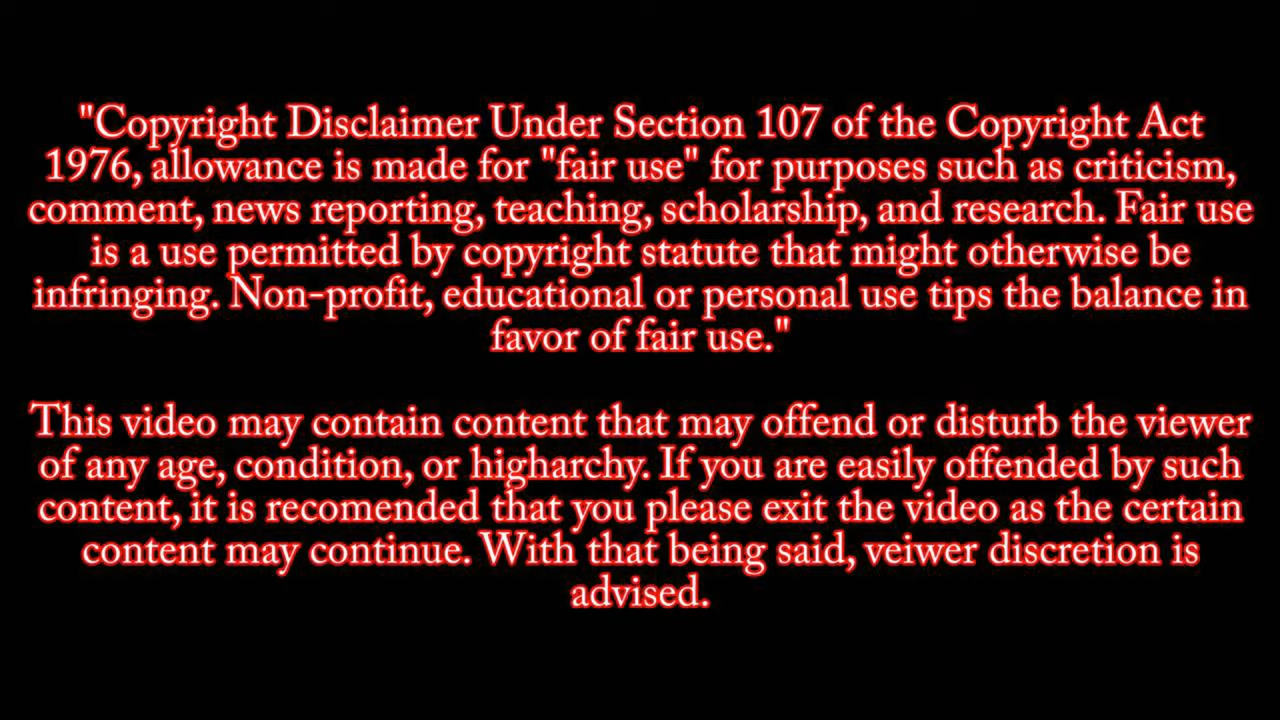 "Copyright Disclaimer Under Section 107 of the Copyright Act
1976, allowance is made for "fair use" for purposes such as criticism,
comment, news reporting, teaching, scholarship, and research. Fair use
is a use permitted by copyright statute that might otherwise be
infringing. Non-profit, educational or personal use tips the balance in
favor of fair use."
This video may contain content that may offend or disturb the viewer
of any age, condition, or higharchy. If you are easily offended by such
content, it is recomended that you please exit the video as the certain
content may continue. With that being said, veiwer discretion is
advised.